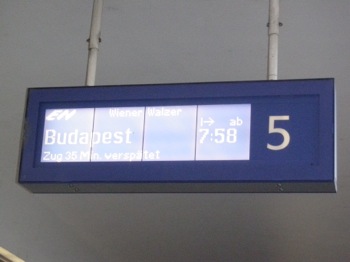 EN Wiener Walzer |→ ab
Budapest 7:58 5
Zug 35 Min. verspätet